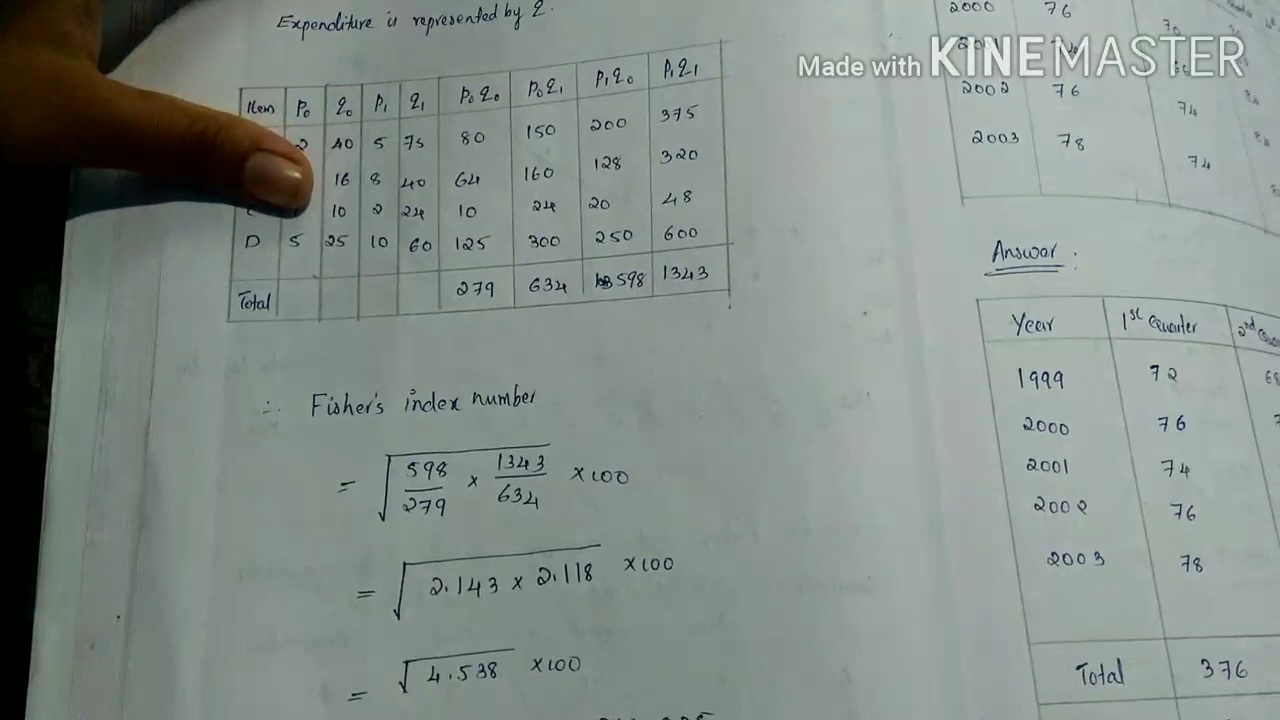 Expenditure is represented by q.
Item P₀ q₀ P₁ q₁ P₀q₀ P₀q₁ P₁q₀ P₁q₁
2 40 5 75 80 150 200 375
16 8 40 64 160 128 320
10 2 24 10 24 20 48
D 5 25 10 60 125 300 250 600
Total 279 634 598 1343
∴ Fisher's index number
= √ 598/279 × 1343/634 ×100
= √ 2.143 × 2.118 ×100
= √ 4.538 ×100
2000 76 70
2002 76 74
2003 78 74
Made with KINEMASTER
Answer :
Year 1st Quarter 2nd
1999 72
2000 76
2001 74
2002 76
2003 78
Total 376